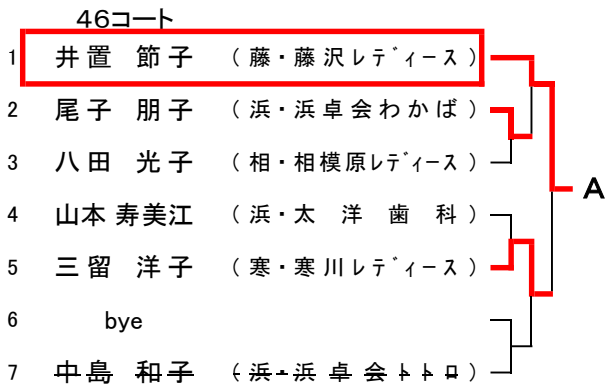 46コート
1 井置 節子 (藤・藤沢レディース)
2 尾子 朋子 (浜・浜卓会わかば)
3 八田 光子 (相・相模原レディース)
4 山本 寿美江 (浜・太洋歯科)
5 三留 洋子 (寒・寒川レディース)
6 bye
7 中島 和子 (浜・浜卓会トトロ)
A